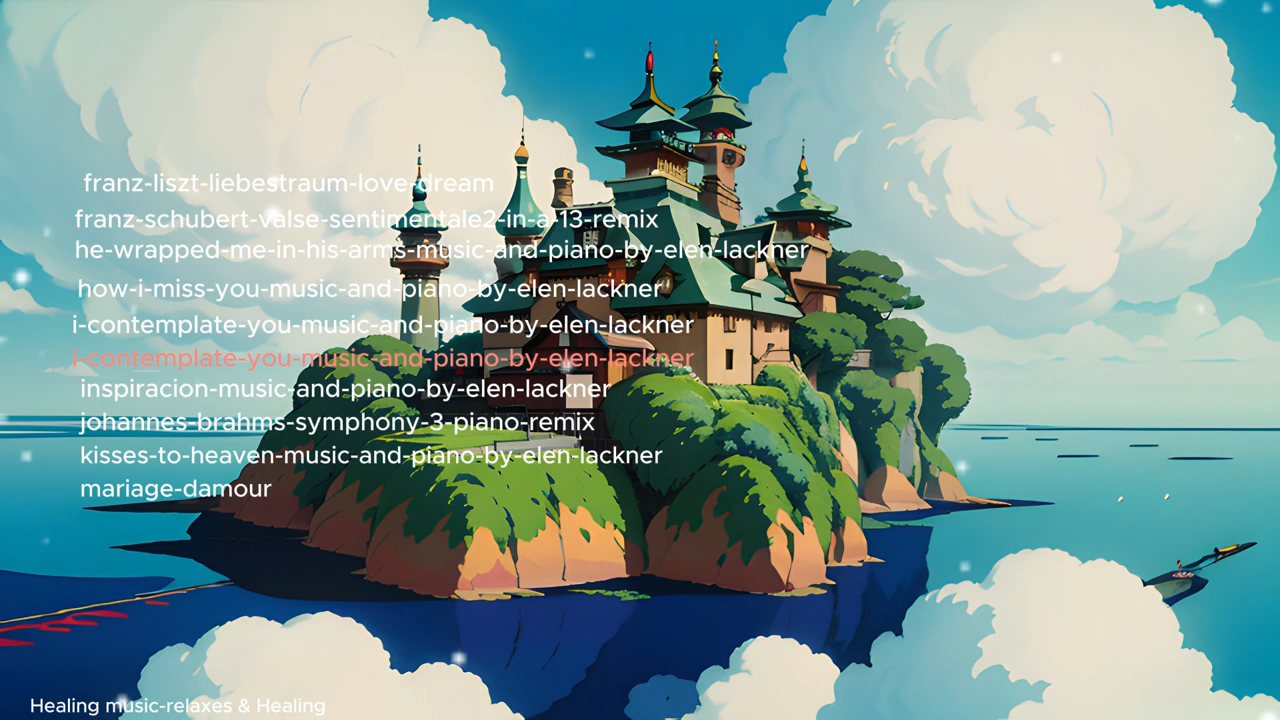 franz-liszt-liebestraum-love-dream
franz-schubert-valse-sentimentale2-in-a-13-remix
he-wrapped-me-in-his-arms-music-and-piano-by-elen-lackner
how-i-miss-you-music-and-piano-by-elen-lackner
i-contemplate-you-music-and-piano-by-elen-lackner
i-contemplate-you-music-and-piano-by-elen-lackner
inspiracion-music-and-piano-by-elen-lackner
johannes-brahms-symphony-3-piano-remix
kisses-to-heaven-music-and-piano-by-elen-lackner
mariage-damour
Healing music-relaxes & Healing